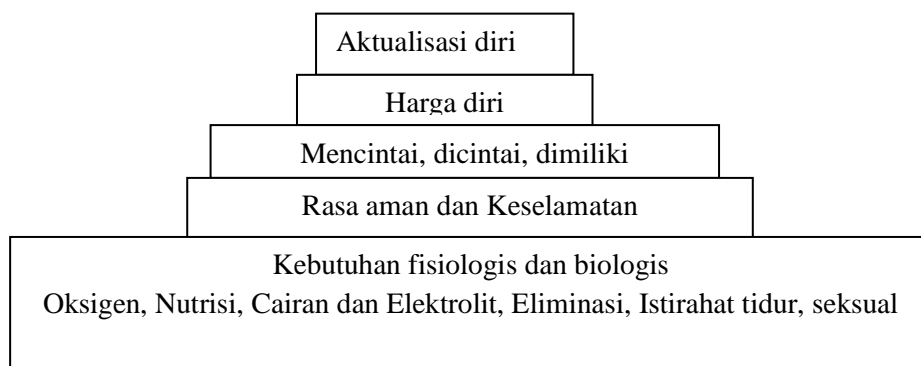 Aktualisasi diri
Harga diri
Mencintai, dicintai, dimiliki
Rasa aman dan Keselamatan
Kebutuhan fisiologis dan biologis
Oksigen, Nutrisi, Cairan dan Elektrolit, Eliminasi, Istirahat tidur, seksual